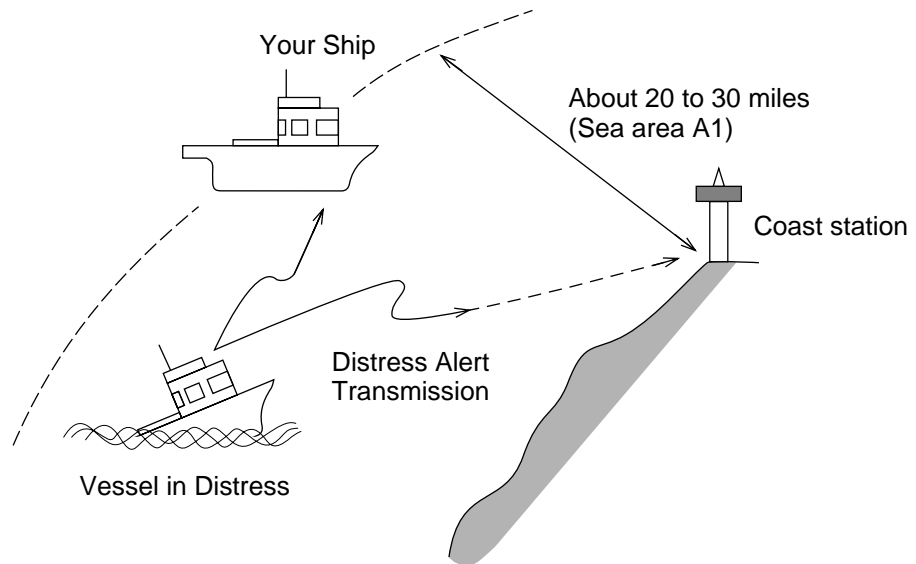 Your Ship
About 20 to 30 miles
(Sea area A1)
Coast station
Distress Alert
Transmission
Vessel in Distress